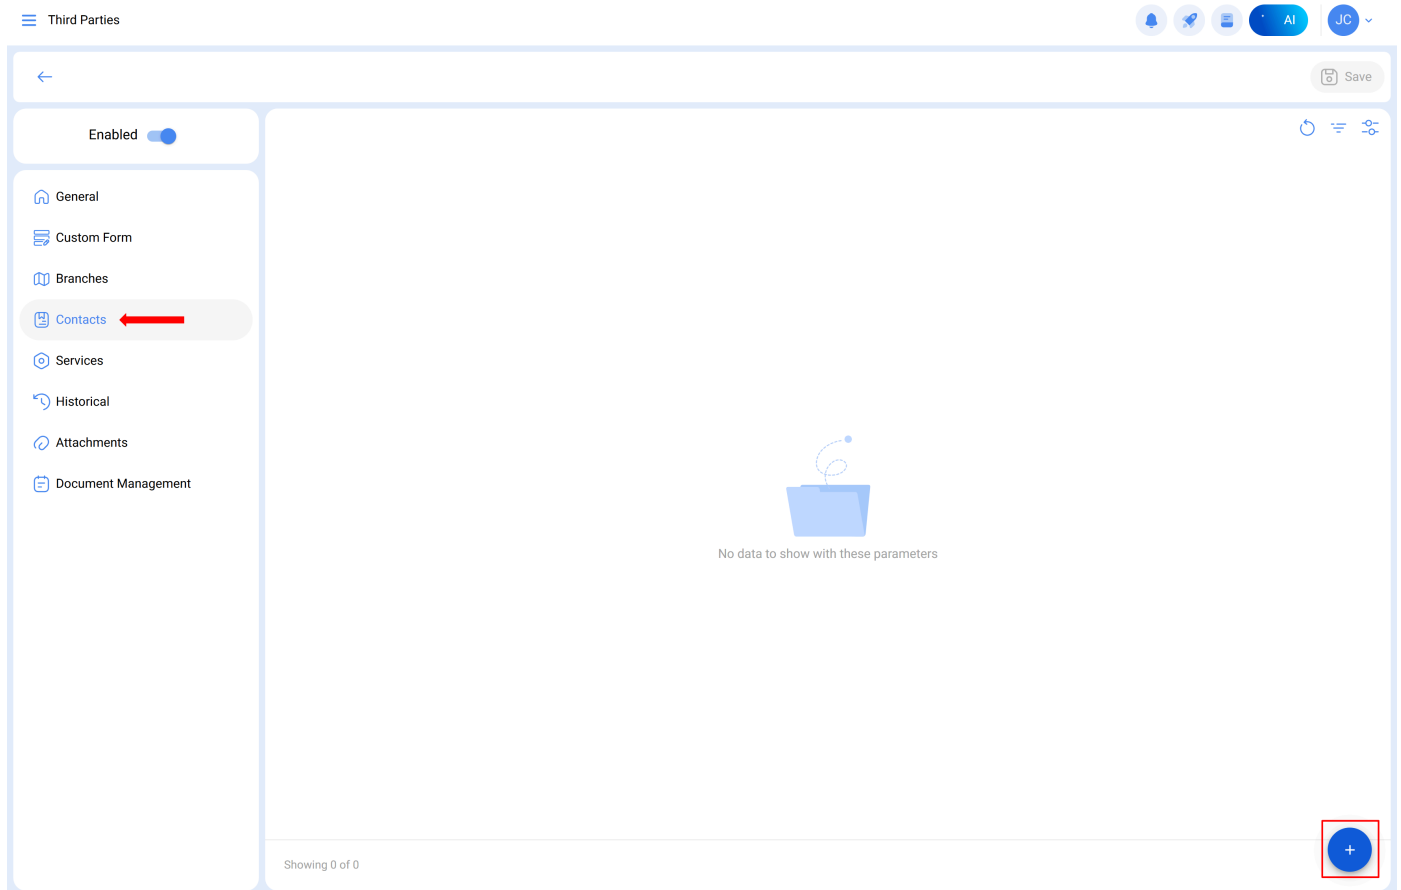 Third Parties
AI
JC
Save
Enabled
General
Custom Form
Branches
Contacts
Services
Historical
Attachments
Document Management
No data to show with these parameters
Showing 0 of 0
+